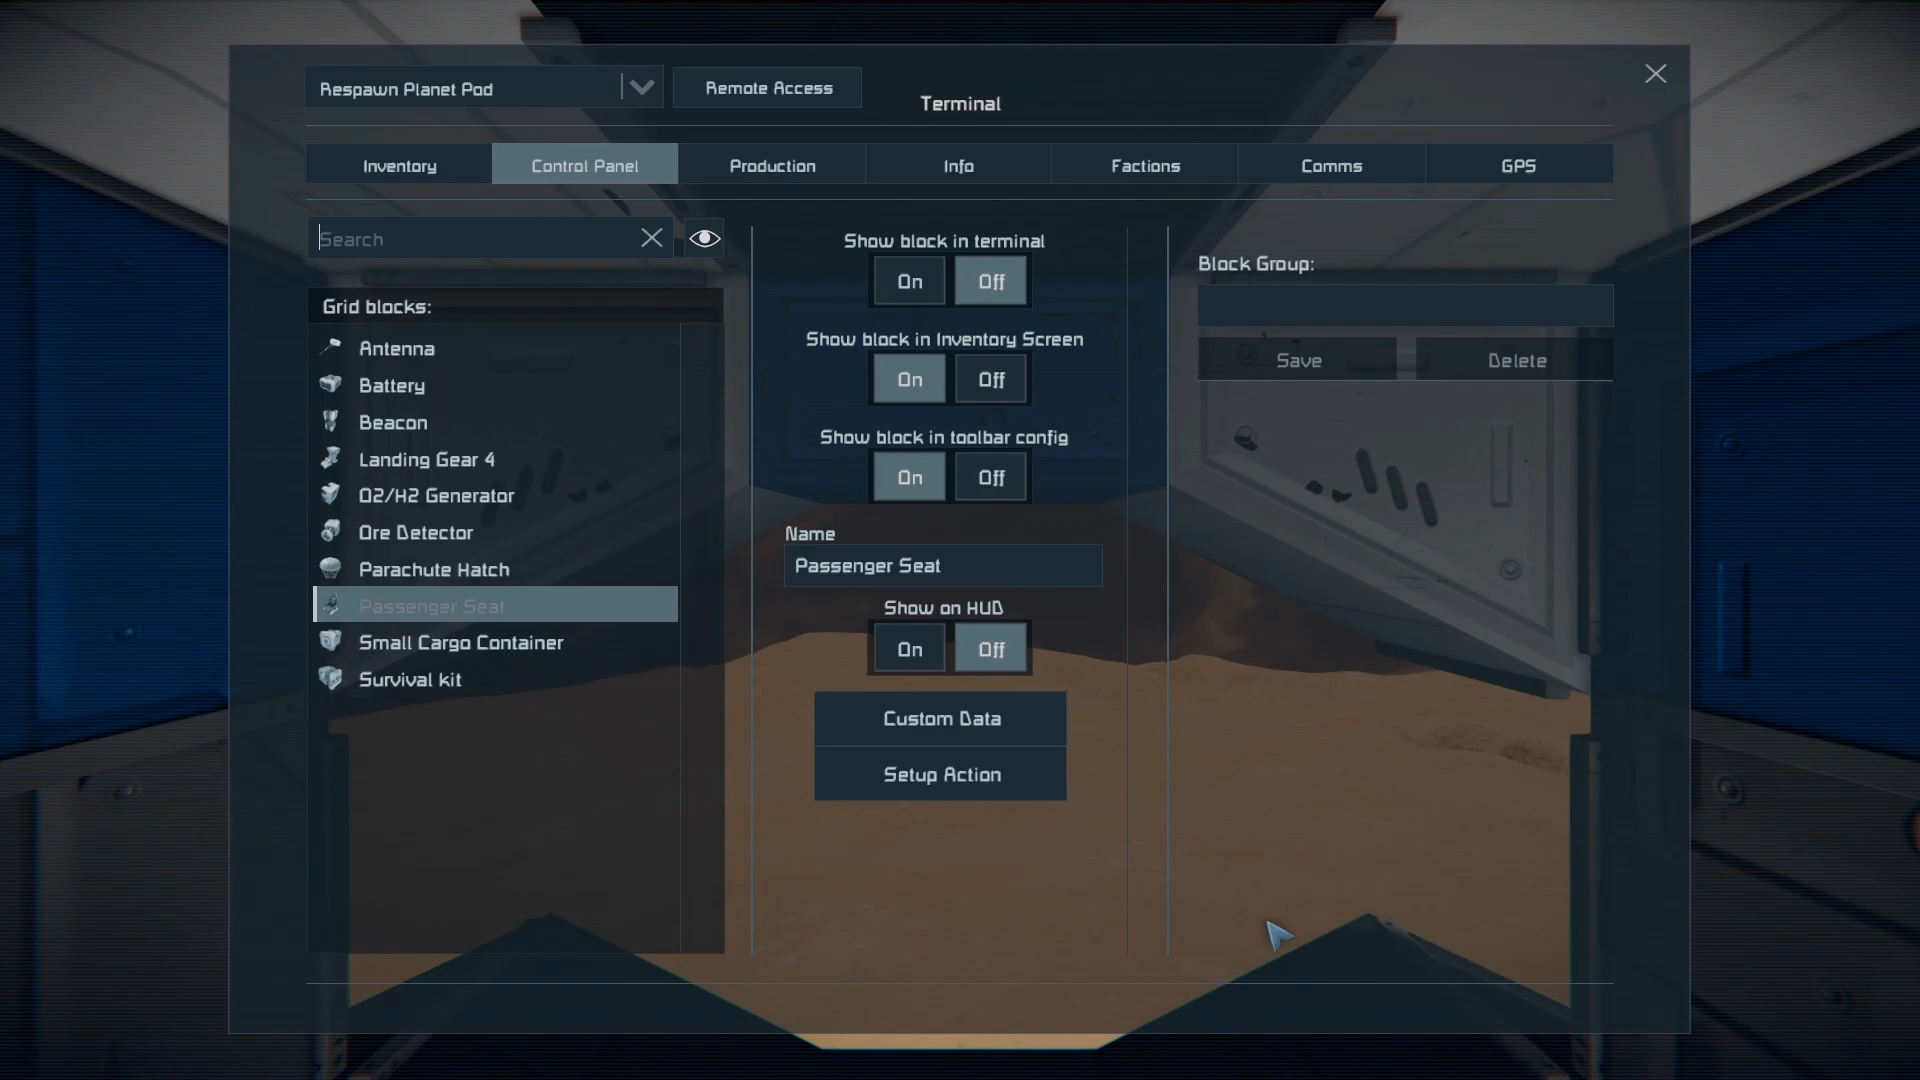 Respawn Planet Pod
Remote Access
Terminal
Inventory
Control Panel
Production
Info
Factions
Comms
GPS
Search
Grid blocks:
Antenna
Battery
Beacon
Landing Gear 4
O2/H2 Generator
Ore Detector
Parachute Hatch
Passenger Seat
Small Cargo Container
Survival kit
Show block in terminal
On Off
Show block in Inventory Screen
On Off
Show block in toolbar config
On Off
Name
Passenger Seat
Show on HUD
On Off
Custom Data
Setup Action
Block Group:
Save Delete